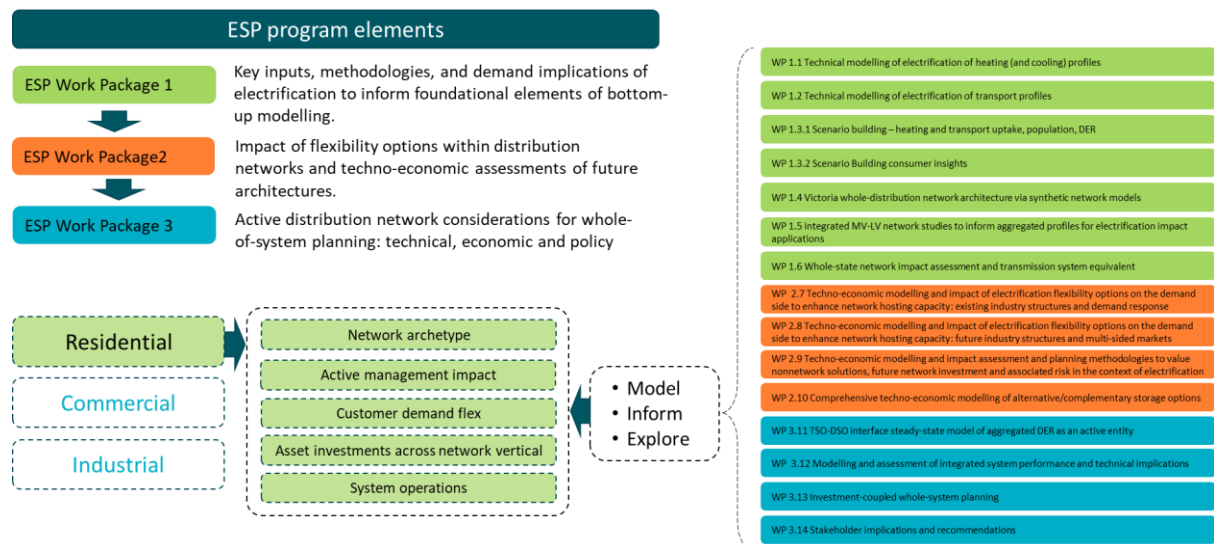 ESP program elements
ESP Work Package 1
Key inputs, methodologies, and demand implications of
electrification to inform foundational elements of bottom-
up modelling.
ESP Work Package2
Impact of flexibility options within distribution
networks and techno-economic assessments of future
architectures.
ESP Work Package 3
Active distribution network considerations for whole-
of-system planning: technical, economic and policy
Residential
Commercial
Industrial
Network archetype
Active management impact
Customer demand flex
Asset investments across network vertical
System operations
• Model
• Inform
• Explore
WP 1.1 Technical modelling of electrification of heating (and cooling) profiles
WP 1.2 Technical modelling of electrification of transport profiles
WP 1.3.1 Scenario building – heating and transport uptake, population, DER
WP 1.3.2 Scenario Building consumer insights
WP 1.4 Victoria whole-distribution network architecture via synthetic network models
WP 1.5 Integrated MV-LV network studies to inform aggregated profiles for electrification impact
applications
WP 1.6 Whole-state network impact assessment and transmission system equivalent
WP 2.7 Techno-economic modelling and impact of electrification flexibility options on the demand
side to enhance network hosting capacity: existing industry structures and demand response
WP 2.8 Techno-economic modelling and impact of electrification flexibility options on the demand
side to enhance network hosting capacity: future industry structures and multi-sided markets
WP 2.9 Techno-economic modelling and impact assessment and planning methodologies to value
nonnetwork solutions, future network investment and associated risk in the context of electrification
WP 2.10 Comprehensive techno-economic modelling of alternative/complementary storage options
WP 3.11 TSO-DSO interface steady-state model of aggregated DER as an active entity
WP 3.12 Modelling and assessment of integrated system performance and technical implications
WP 3.13 Investment-coupled whole-system planning
WP 3.14 Stakeholder implications and recommendations